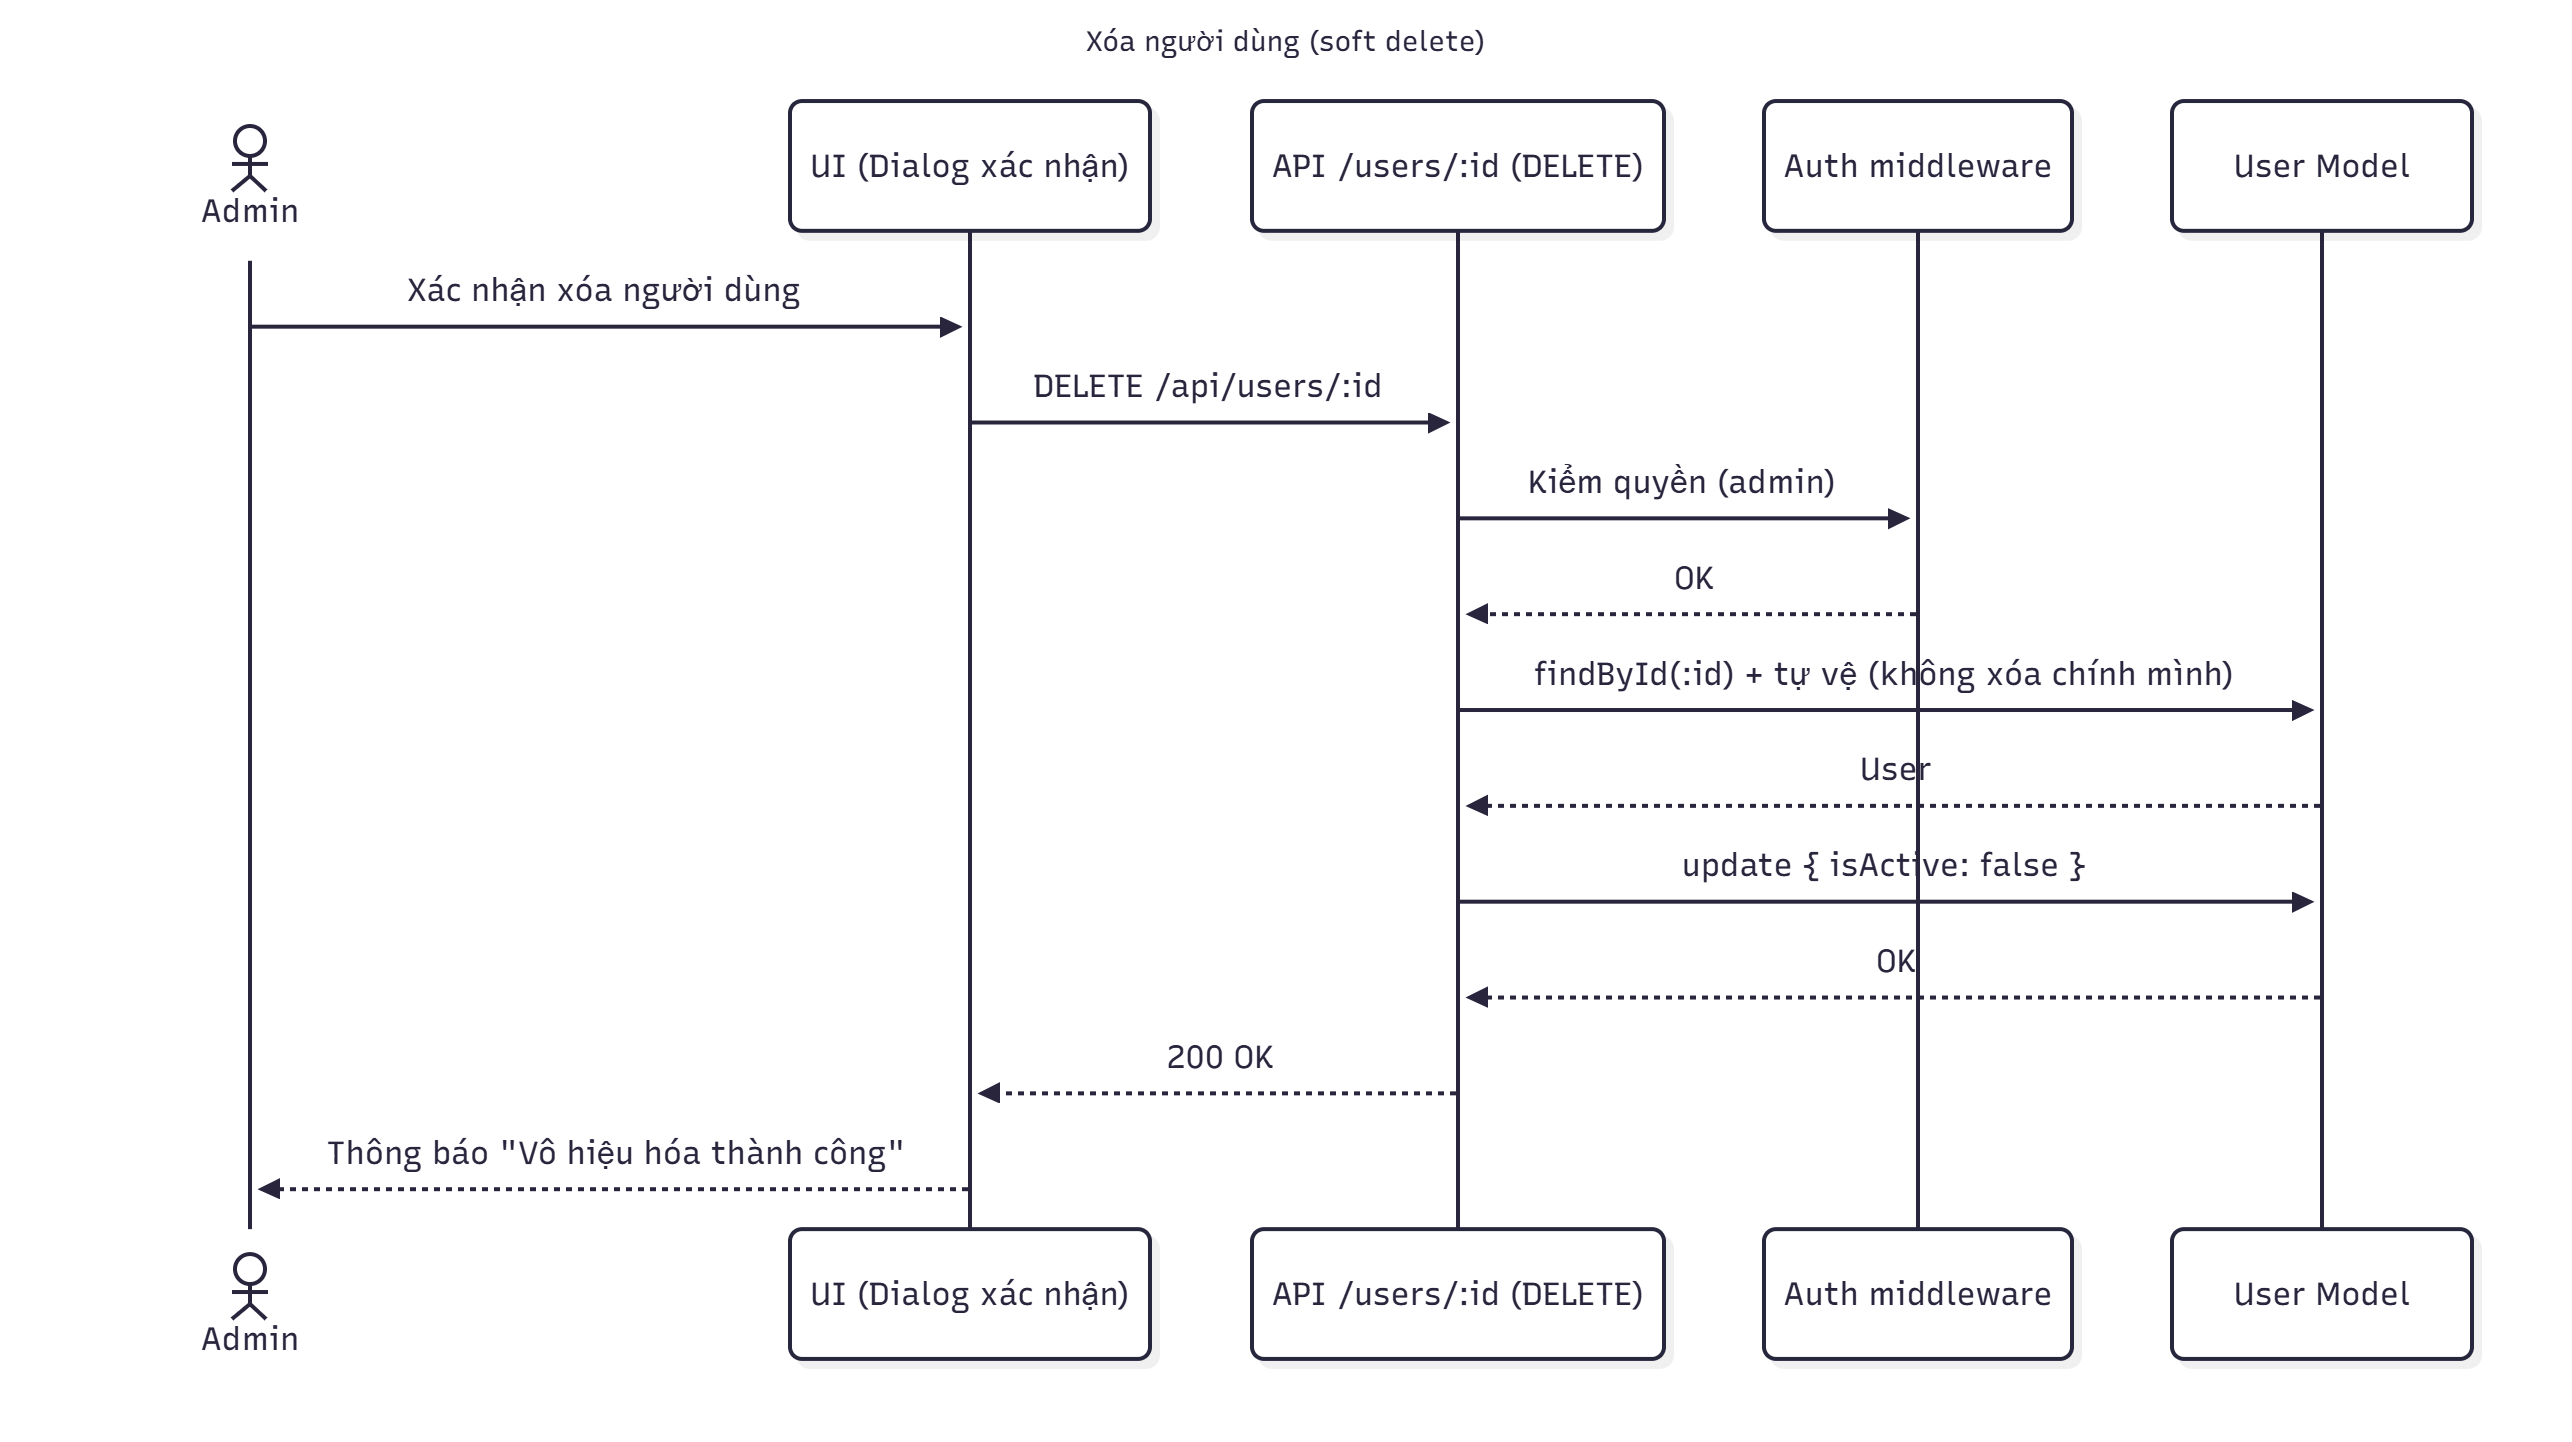 Xóa người dùng (soft delete)
Admin
UI (Dialog xác nhận)
API /users/:id (DELETE)
Auth middleware
User Model
Xác nhận xóa người dùng
DELETE /api/users/:id
Kiểm quyền (admin)
OK
findById(:id) + tự vệ (không xóa chính mình)
User
update { isActive: false }
OK
200 OK
Thông báo "Vô hiệu hóa thành công"
Admin
UI (Dialog xác nhận)
API /users/:id (DELETE)
Auth middleware
User Model